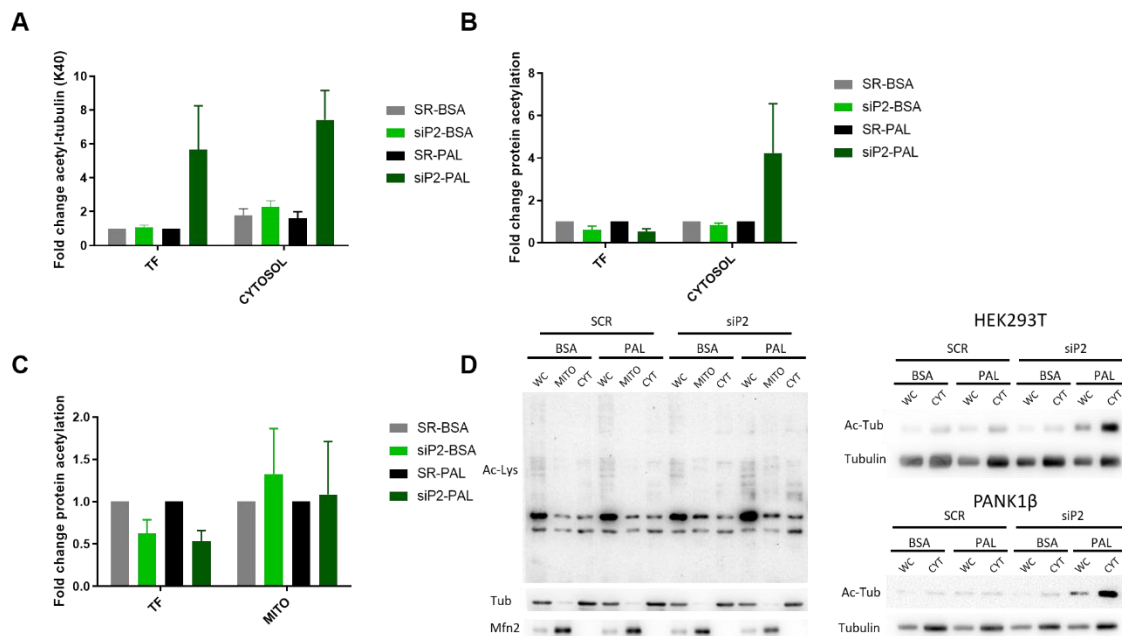 A
Fold change acetyl-tubulin (K40)
10
8
6
4
2
0
TF
CYTOSOL
SR-BSA
siP2-BSA
SR-PAL
siP2-PAL
B
Fold change protein acetylation
8
6
4
2
0
TF
CYTOSOL
SR-BSA
siP2-BSA
SR-PAL
siP2-PAL
C
Fold change protein acetylation
2.0
1.5
1.0
0.5
0.0
TF
MITO
SR-BSA
siP2-BSA
SR-PAL
siP2-PAL
D
SCR siP2
BSA PAL BSA PAL
WC MITO CYT WC MITO CYT WC MITO CYT WC MITO CYT
Ac-Lys
Tub
Mfn2
HEK293T
SCR siP2
BSA PAL BSA PAL
WC CYT WC CYT WC CYT WC CYT
Ac-Tub
Tubulin
PANK1β
SCR siP2
BSA PAL BSA PAL
WC CYT WC CYT WC CYT WC CYT
Ac-Tub
Tubulin